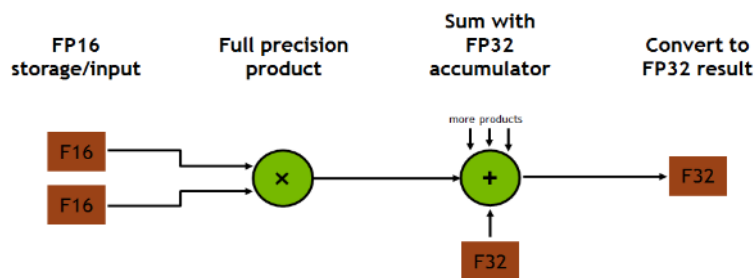 FP16
storage/input
Full precision
product
Sum with
FP32
accumulator
Convert to
FP32 result
more products
F16
F16
×
+
F32
F32